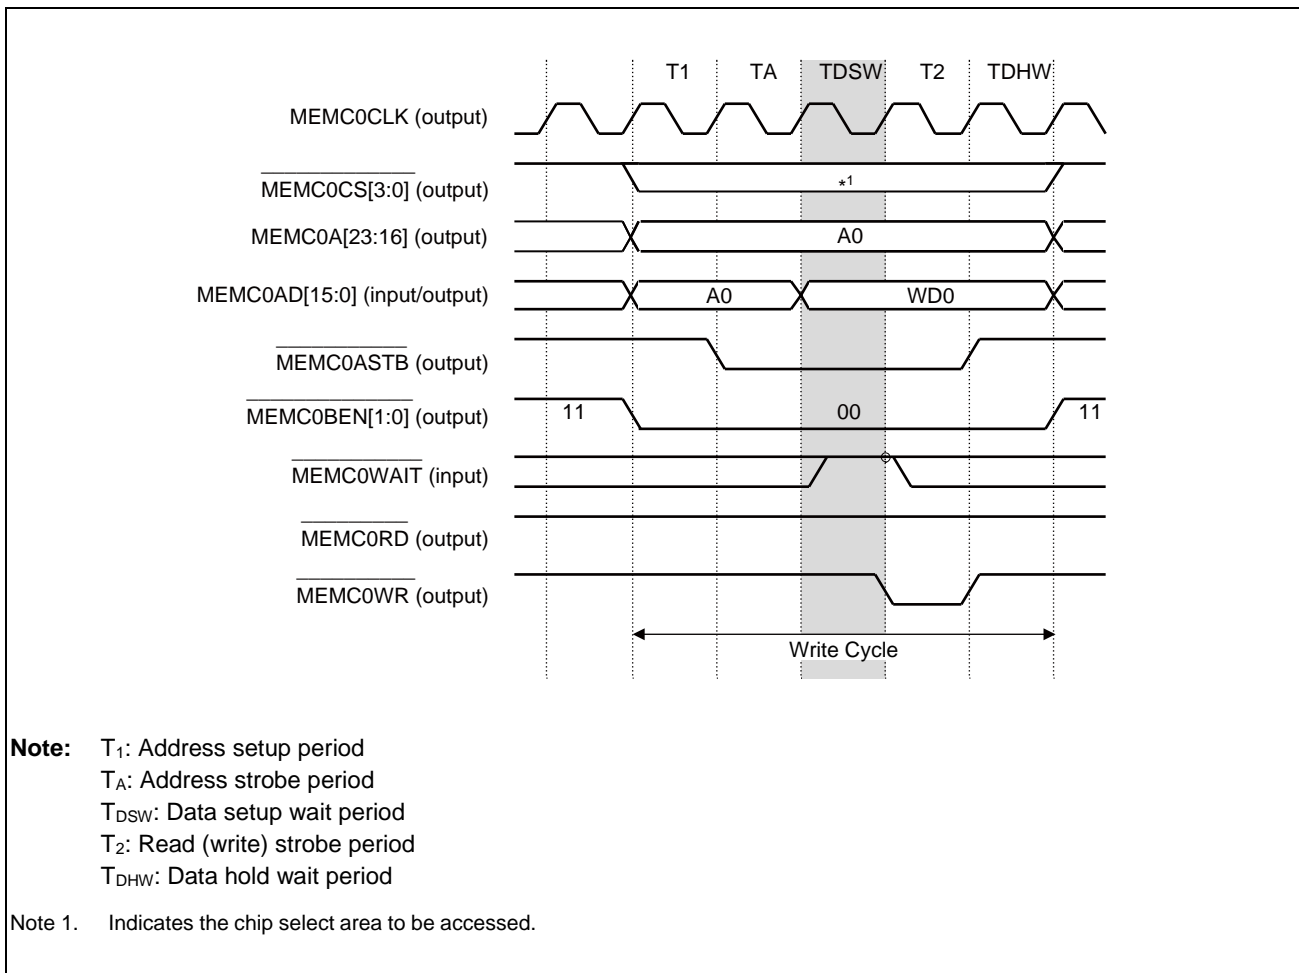 T1 TA TDSW T2 TDHW
MEMC0CLK (output)
MEMC0CS[3:0] (output)
*1
MEMC0A[23:16] (output)
A0
MEMC0AD[15:0] (input/output)
A0 WD0
MEMC0ASTB (output)
MEMC0BEN[1:0] (output)
11 00 11
MEMC0WAIT (input)
MEMC0RD (output)
MEMC0WR (output)
Write Cycle
Note: T1: Address setup period
TA: Address strobe period
TDSW: Data setup wait period
T2: Read (write) strobe period
TDHW: Data hold wait period
Note 1. Indicates the chip select area to be accessed.